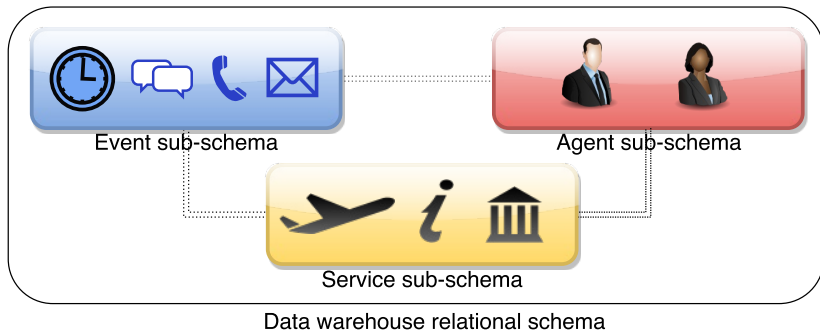 Event sub-schema
Agent sub-schema
Service sub-schema
Data warehouse relational schema